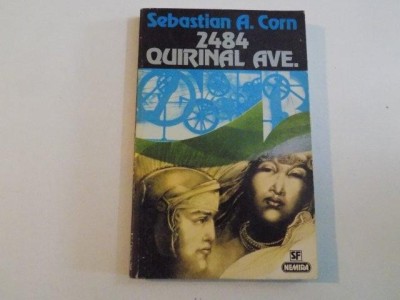 Sebastian A. Corn
2484
QUIRINAL AVE.
SF
NEMIRA